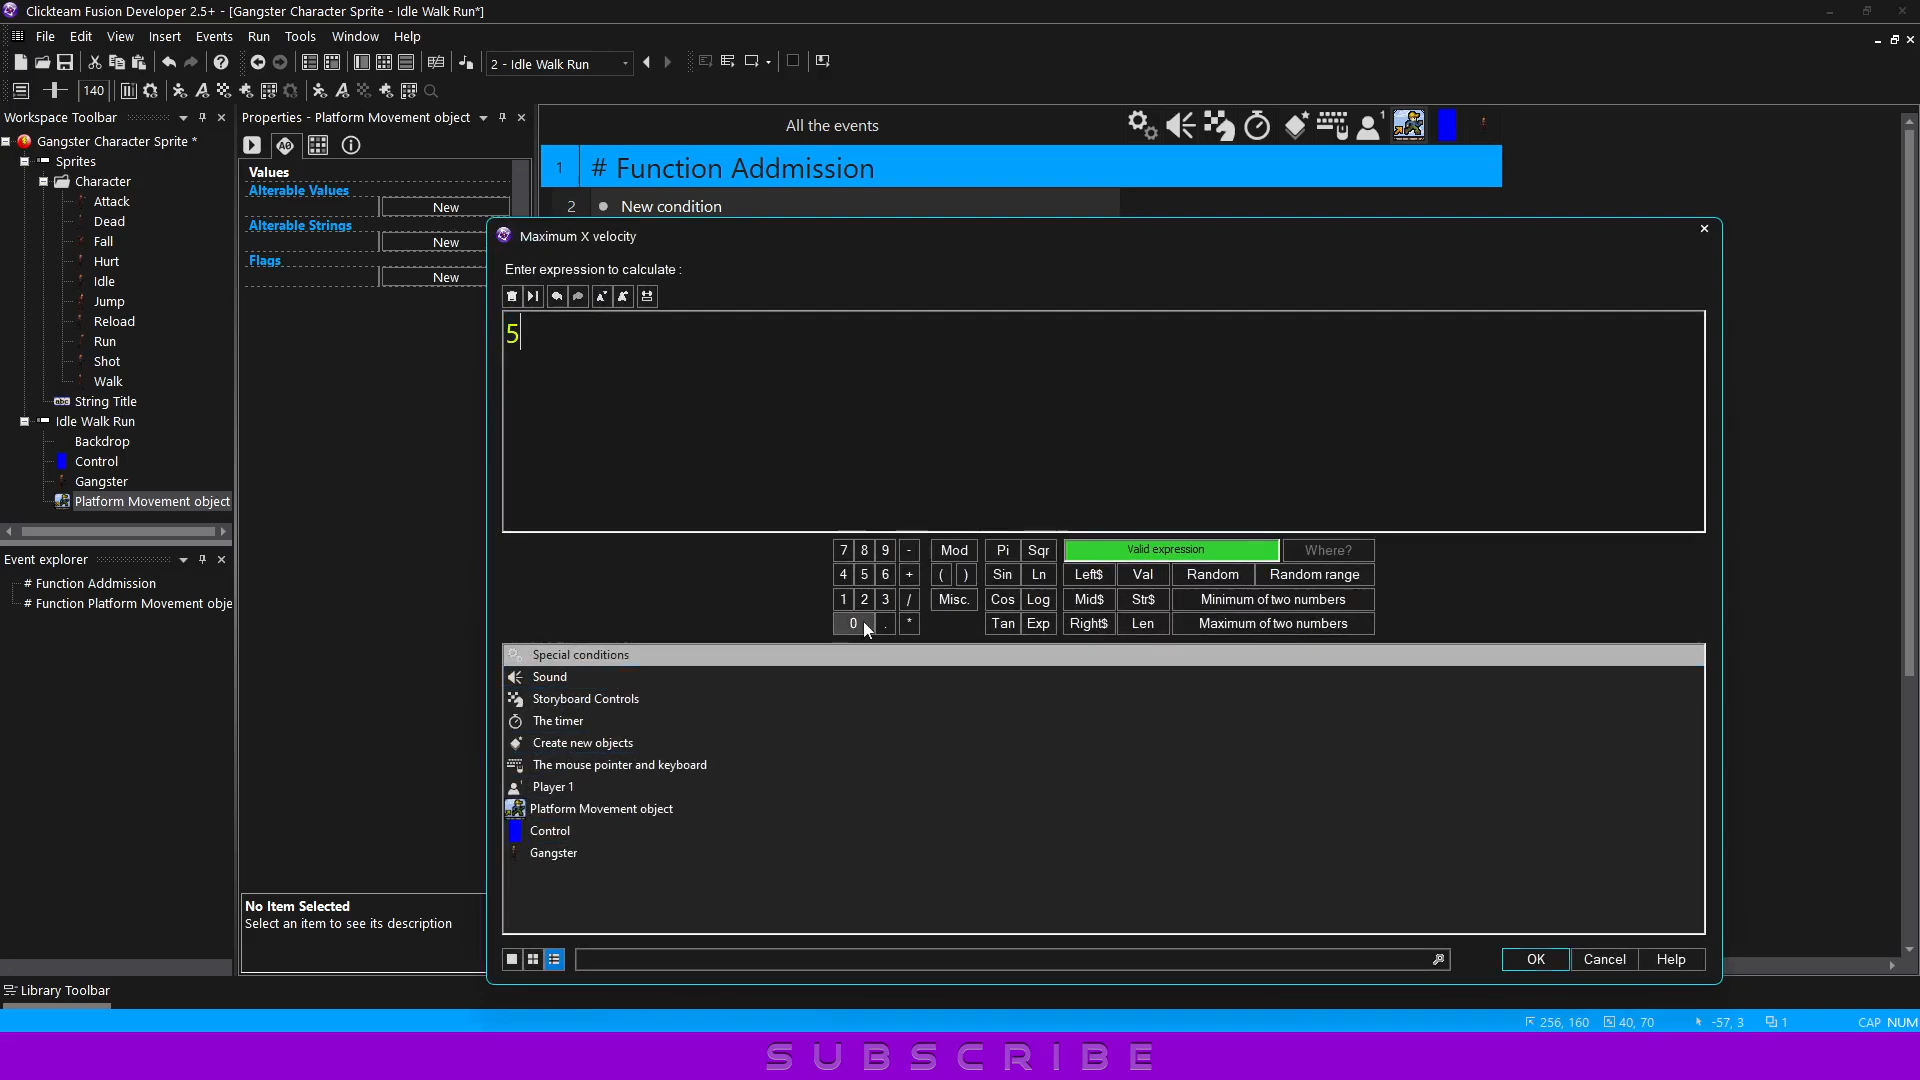 Clickteam Fusion Developer 2.5+ - [Gangster Character Sprite - Idle Walk Run*]
File Edit View Insert Events Run Tools Window Help
2 - Idle Walk Run
140
Workspace Toolbar
Gangster Character Sprite *
Sprites
Character
Attack
Dead
Fall
Hurt
Idle
Jump
Reload
Run
Shot
Walk
abc String Title
Idle Walk Run
Backdrop
Control
Gangster
Platform Movement object
Event explorer
# Function Addmission
# Function Platform Movement obje
Library Toolbar
Properties - Platform Movement object
Values
Alterable Values
New
Alterable Strings
New
Flags
New
No Item Selected
Select an item to see its description
All the events
1 # Function Addmission
2 New condition
Maximum X velocity
Enter expression to calculate :
5
7 8 9 - Mod Pi Sqr Valid expression Where?
4 5 6 + ( ) Sin Ln Left$ Val Random Random range
1 2 3 / Misc. Cos Log Mid$ Str$ Minimum of two numbers
0 . * Tan Exp Right$ Len Maximum of two numbers
Special conditions
Sound
Storyboard Controls
The timer
Create new objects
The mouse pointer and keyboard
Player 1
Platform Movement object
Control
Gangster
OK Cancel Help
256, 160 40, 70 -57, 3 1 CAP NUM
SUBSCRIBE